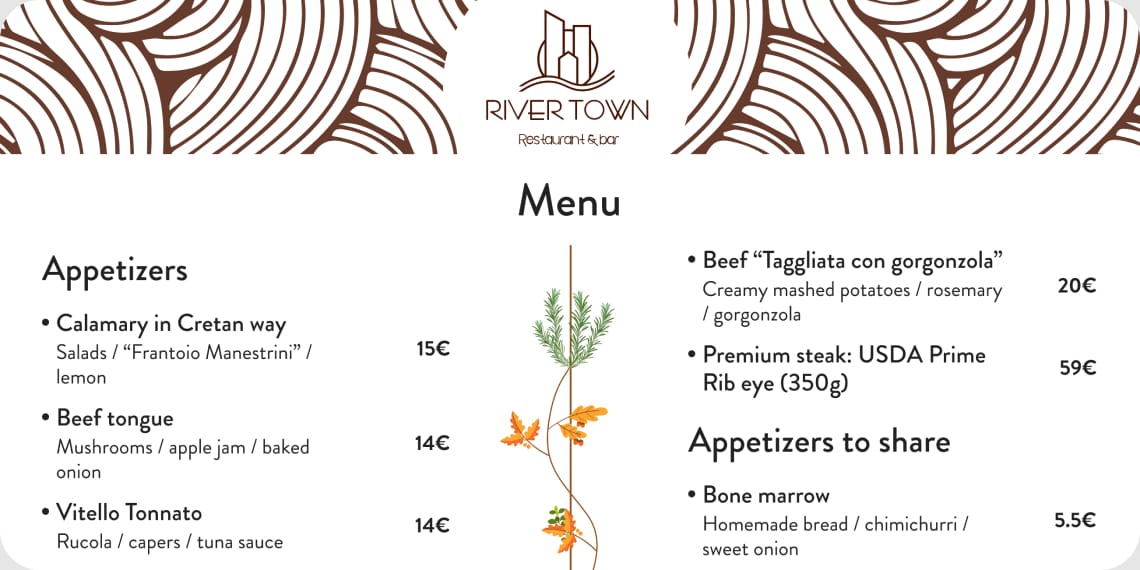 RIVER TOWN
Restaurant & bar
Menu
Appetizers
• Calamary in Cretan way
Salads / “Frantoio Manestrini” /
lemon
15€
• Beef tongue
Mushrooms / apple jam / baked
onion
14€
• Vitello Tonnato
Rucola / capers / tuna sauce
14€
• Beef “Taggliata con gorgonzola”
Creamy mashed potatoes / rosemary
/ gorgonzola
20€
• Premium steak: USDA Prime
Rib eye (350g)
59€
Appetizers to share
• Bone marrow
Homemade bread / chimichurri /
sweet onion
5.5€